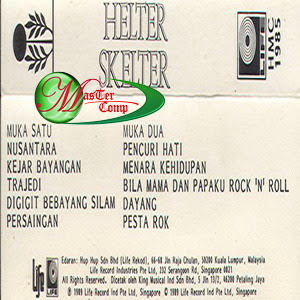 HELTER
SKELTER
LIFE
HMC
1985
MasTer
Comp
MUKA SATU
NUSANTARA
KEJAR BAYANGAN
TRAJEDI
DIGIGIT BEBAYANG SILAM
PERSAINGAN
MUKA DUA
PENCURI HATI
MENARA KEHIDUPAN
BILA MAMA DAN PAPAKU ROCK 'N' ROLL
DAYANG
PESTA ROK
Life
LIFE
Edaran: Hup Hup Sdn Bhd (Life Rekod), 66-68 Jln Raja Chulan, 50200 Kuala Lumpur, Malaysia
Life Record Industries Pte Ltd, 232 Serangoon Rd, Singapore 0821
All Rights Reserved. Dicetak oleh King Musical Ind Sdn Bhd, 5 Jln 13/2, 46200 Petaling Jaya
℗ 1989 Life Record Ind Pte Ltd, Singapore © 1989 Life Record Ind Pte Ltd, Singapore